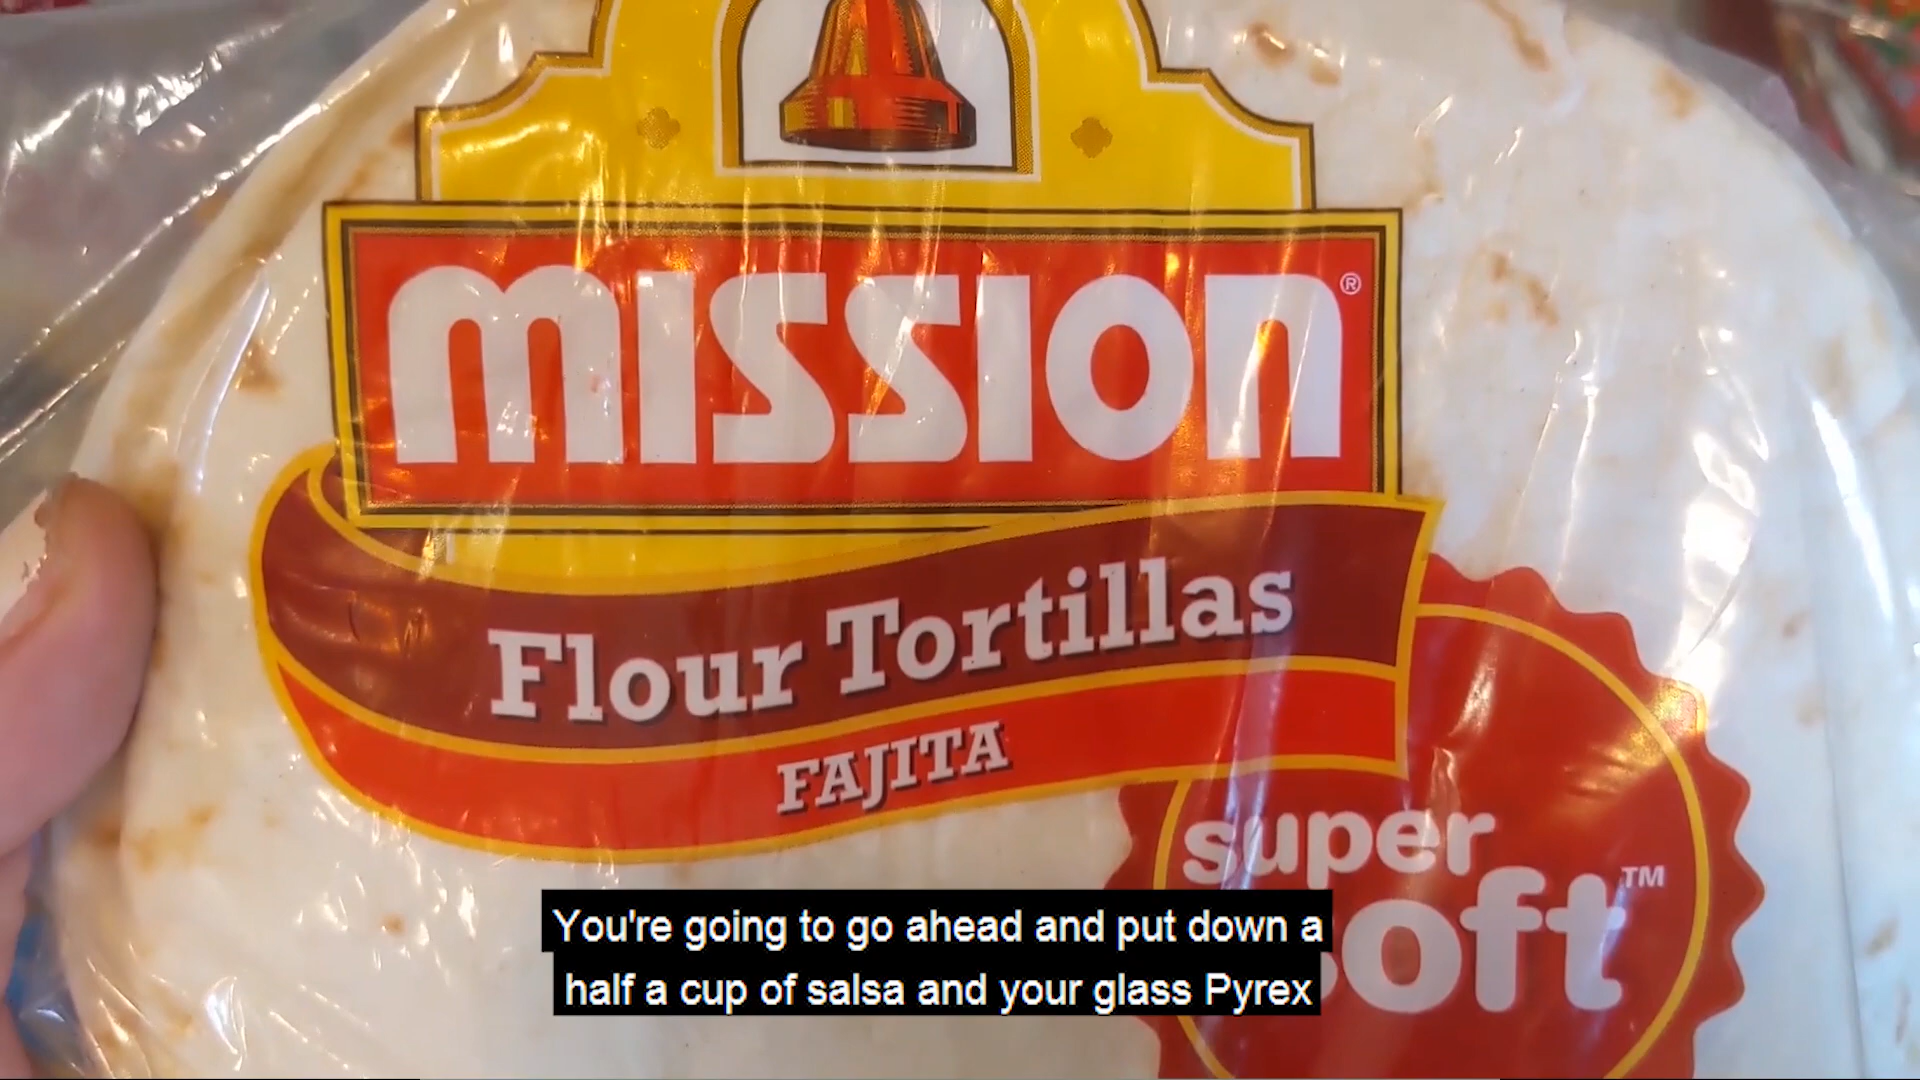 MISSION®
Flour Tortillas
FAJITA
super
soft™
You're going to go ahead and put down a
half a cup of salsa and your glass Pyrex